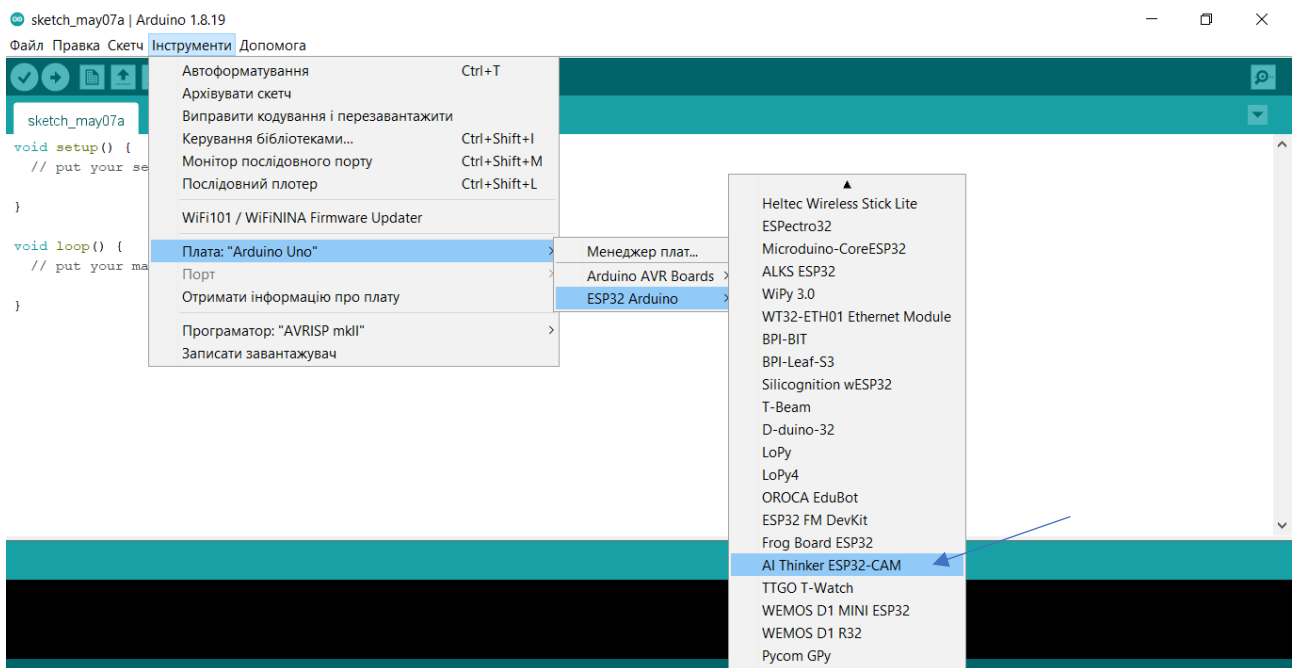 sketch_may07a | Arduino 1.8.19
Файл Правка Скетч Інструменти Допомога
sketch_may07a
void setup() {
// put your se
}
void loop() {
// put your ma
}
Автоформатування Ctrl+T
Архівувати скетч
Виправити кодування і перезавантажити
Керування бібліотеками... Ctrl+Shift+I
Монітор послідовного порту Ctrl+Shift+M
Послідовний плотер Ctrl+Shift+L
WiFi101 / WiFiNINA Firmware Updater
Плата: "Arduino Uno"
Порт
Отримати інформацію про плату
Програматор: "AVRISP mkII"
Записати завантажувач
Менеджер плат...
Arduino AVR Boards
ESP32 Arduino
Heltec Wireless Stick Lite
ESPectro32
Microduino-CoreESP32
ALKS ESP32
WiPy 3.0
WT32-ETH01 Ethernet Module
BPI-BIT
BPI-Leaf-S3
Silicognition wESP32
T-Beam
D-duino-32
LoPy
LoPy4
OROCA EduBot
ESP32 FM DevKit
Frog Board ESP32
AI Thinker ESP32-CAM
TTGO T-Watch
WEMOS D1 MINI ESP32
WEMOS D1 R32
Pycom GPy